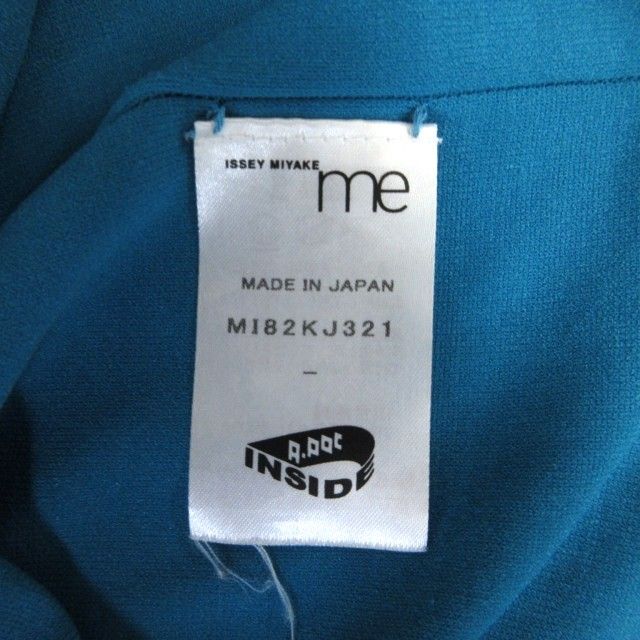 ISSEY MIYAKE
me
MADE IN JAPAN
MI82KJ321
–
A.POC
INSIDE